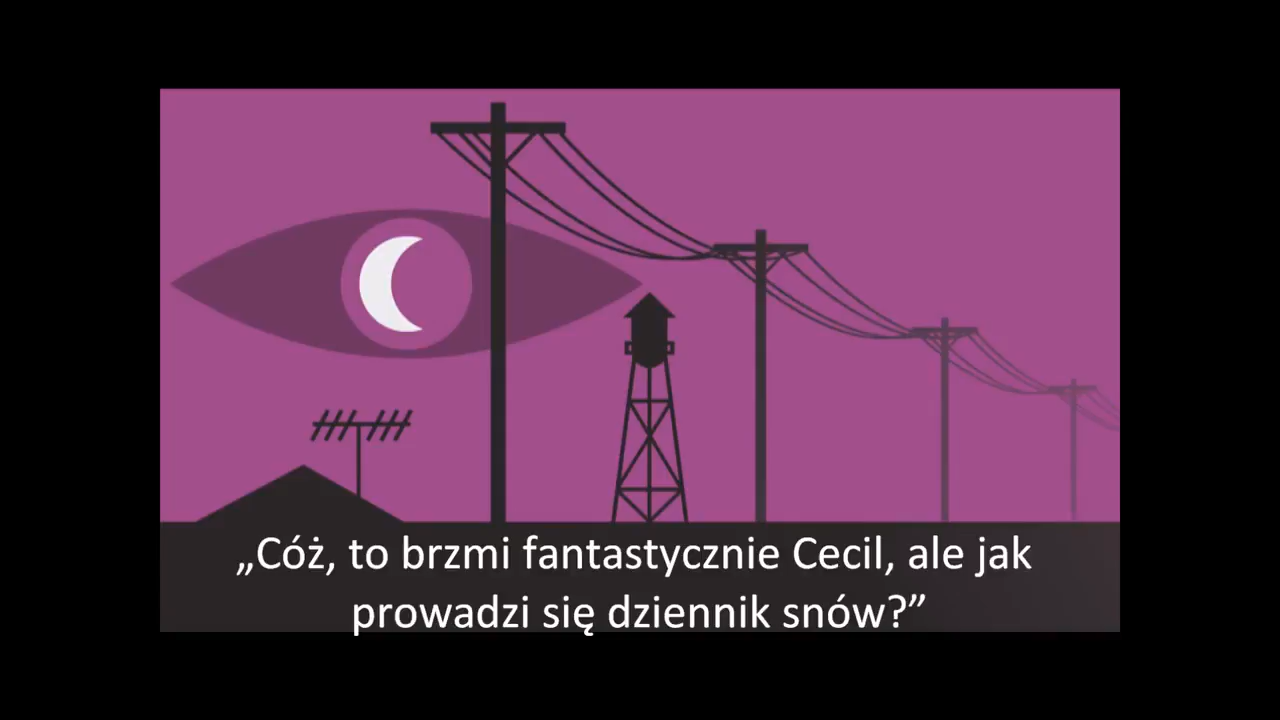 „Cóż, to brzmi fantastycznie Cecil, ale jak
prowadzi się dziennik snów?”